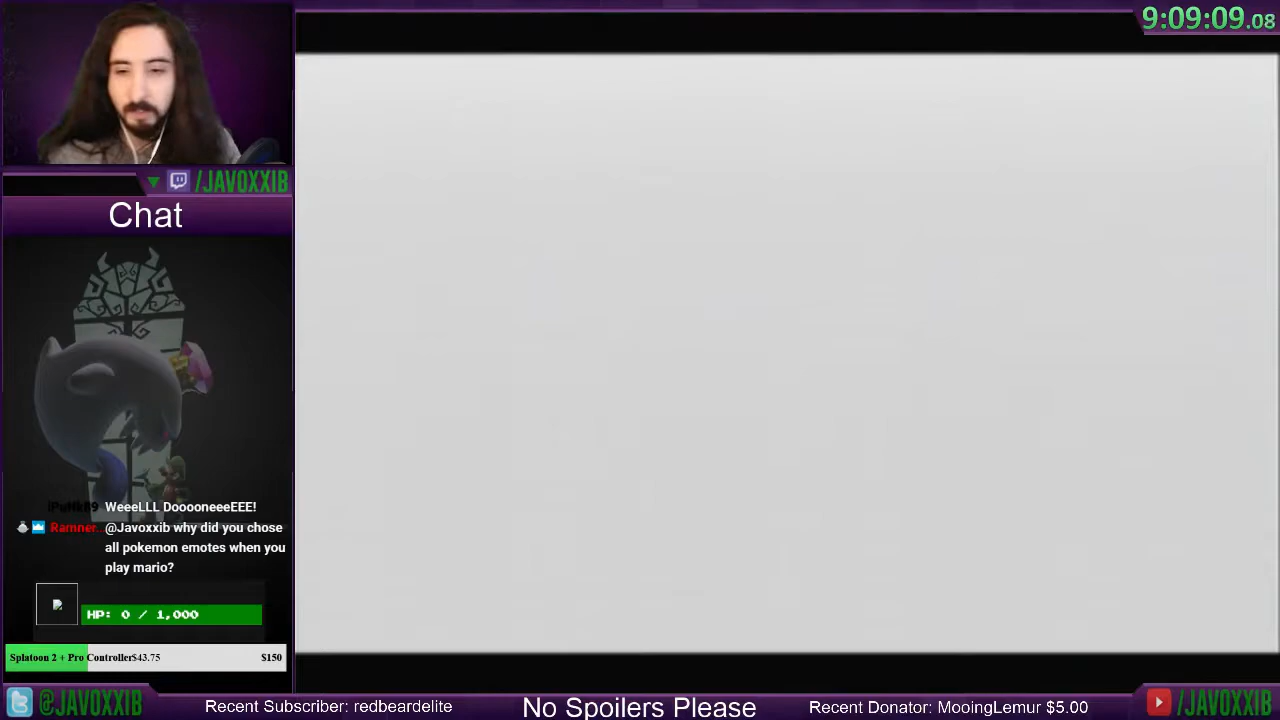 9:09:09.08
/JAVOXXIB
Chat
iPuNk89 WeeeLLL DooooneeeEEE!
Ramner: @Javoxxib why did you chose
all pokemon emotes when you
play mario?
HP: 0 / 1,000
Splatoon 2 + Pro Controller$43.75 $150
@JAVOXXIB
Recent Subscriber: redbeardelite
No Spoilers Please
Recent Donator: MooingLemur $5.00
/JAVOXXIB